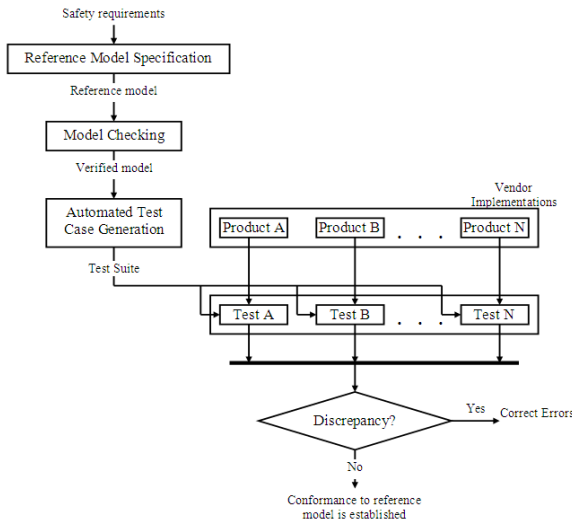 Safety requirements
Reference Model Specification
Reference model
Model Checking
Verified model
Automated Test
Case Generation
Test Suite
Vendor
Implementations
Product A
Product B
. . .
Product N
Test A
Test B
. . .
Test N
Discrepancy?
Yes
Correct Errors
No
Conformance to reference
model is established